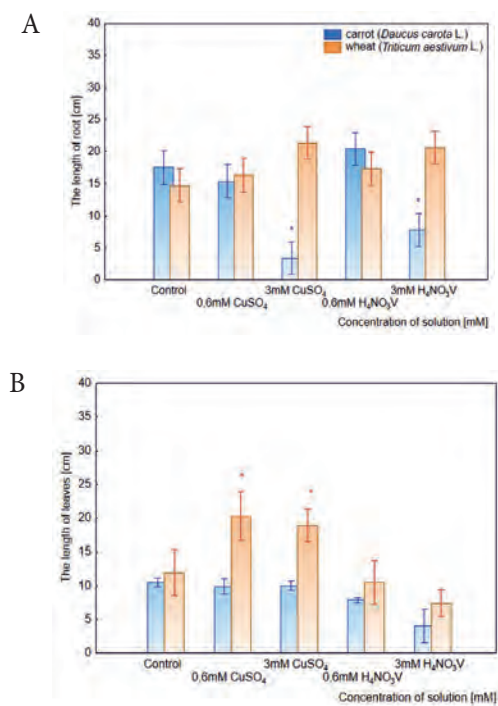 A
carrot (Daucus carota L.)
wheat (Triticum aestivum L.)
The length of root [cm]
40
35
30
25
20
15
10
5
0
*
*
Control
3mM CuSO₄
3mM H₄NO₃V
0,6mM CuSO₄
0,6mM H₄NO₃V
Concentration of solution [mM]
B
The length of leaves [cm]
40
35
30
25
20
15
10
5
0
*
*
Control
3mM CuSO₄
3mM H₄NO₃V
0,6mM CuSO₄
0,6mM H₄NO₃V
Concentration of solution [mM]